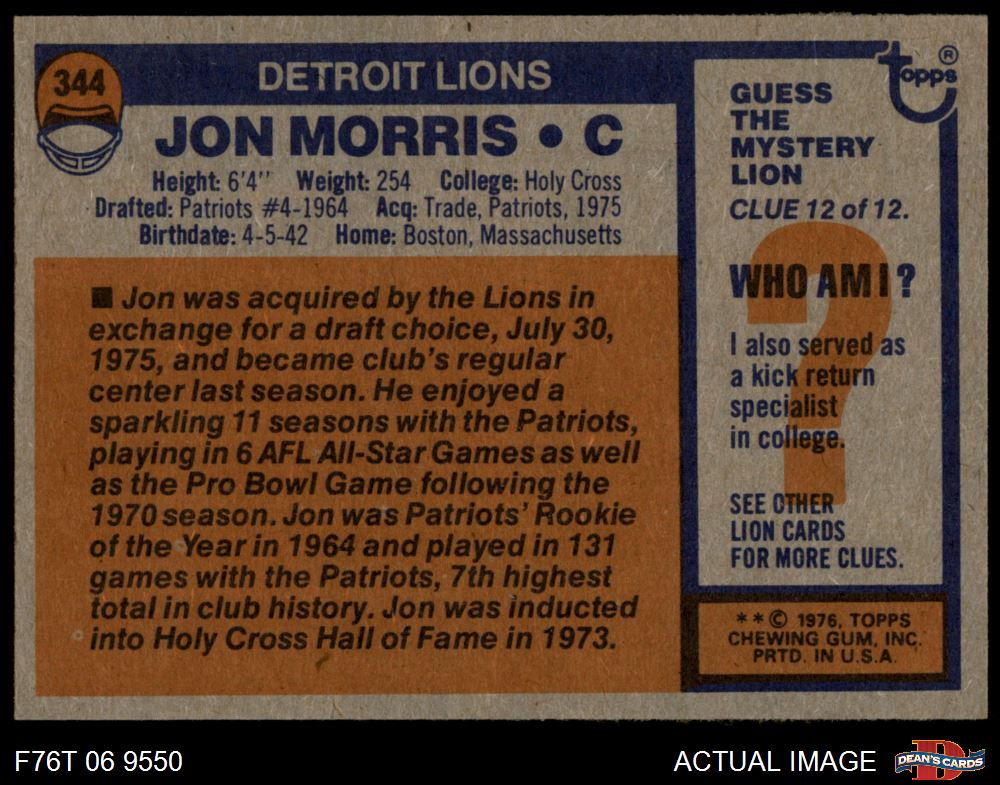 344
DETROIT LIONS
JON MORRIS • C
Height: 6'4" Weight: 254 College: Holy Cross
Drafted: Patriots #4-1964 Acq: Trade, Patriots, 1975
Birthdate: 4-5-42 Home: Boston, Massachusetts
■ Jon was acquired by the Lions in
exchange for a draft choice, July 30,
1975, and became club's regular
center last season. He enjoyed a
sparkling 11 seasons with the Patriots,
playing in 6 AFL All-Star Games as well
as the Pro Bowl Game following the
1970 season. Jon was Patriots' Rookie
of the Year in 1964 and played in 131
games with the Patriots, 7th highest
total in club history. Jon was inducted
into Holy Cross Hall of Fame in 1973.
topps ®
GUESS
THE
MYSTERY
LION
CLUE 12 of 12.
?
WHO AM I?
I also served as
a kick return
specialist
in college.
SEE OTHER
LION CARDS
FOR MORE CLUES.
* * © 1976, TOPPS
CHEWING GUM, INC.
PRTD. IN U.S.A.
F76T 06 9550
ACTUAL IMAGE
D
DEAN'S CARDS